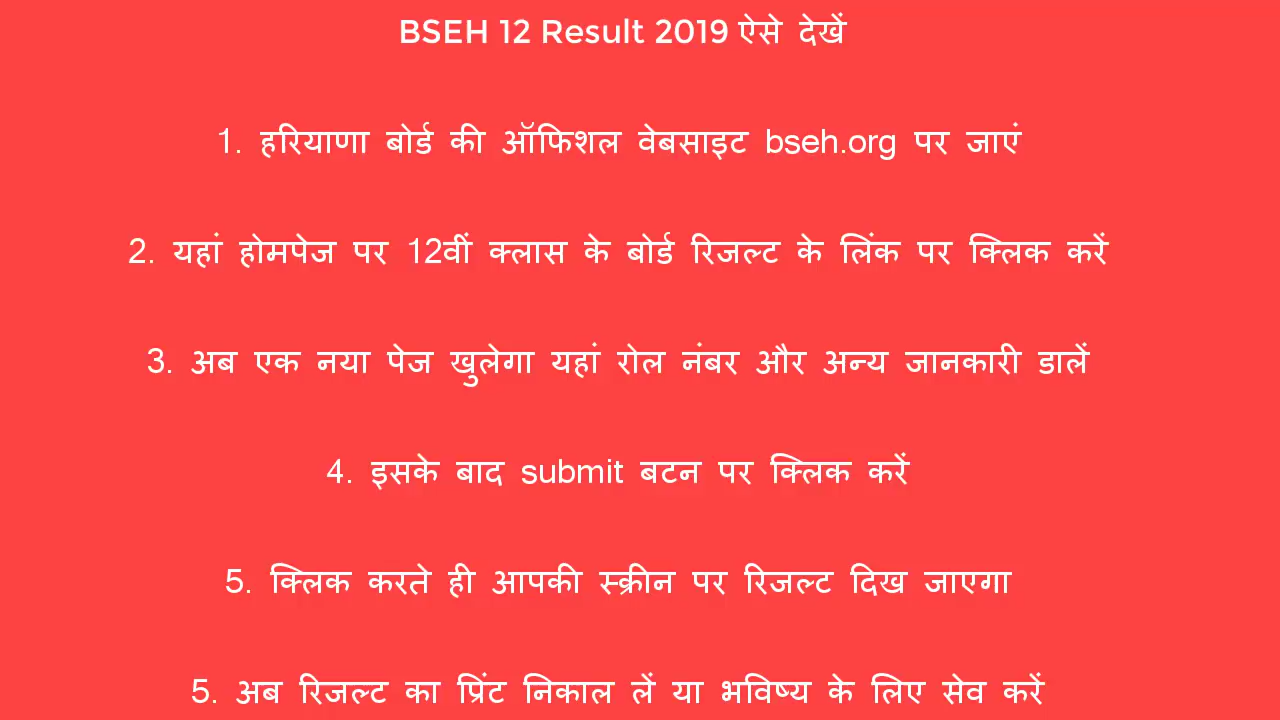 BSEH 12 Result 2019 ऐसे देखें
1. हरियाणा बोर्ड की ऑफिशल वेबसाइट bseh.org पर जाएं
2. यहां होमपेज पर 12वीं क्लास के बोर्ड रिजल्ट के लिंक पर क्लिक करें
3. अब एक नया पेज खुलेगा यहां रोल नंबर और अन्य जानकारी डालें
4. इसके बाद submit बटन पर क्लिक करें
5. क्लिक करते ही आपकी स्क्रीन पर रिजल्ट दिख जाएगा
5. अब रिजल्ट का प्रिंट निकाल लें या भविष्य के लिए सेव करें